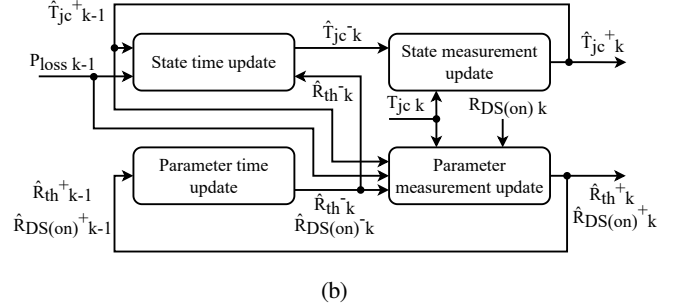 T̂jc⁺k-1
T̂jc⁻k
T̂jc⁺k
Ploss k-1
State time update
State measurement
update
R̂th⁻k
Tjc k
RDS(on) k
Parameter time
update
Parameter
measurement update
R̂th⁺k-1
R̂DS(on)⁺k-1
R̂th⁻k
R̂DS(on)⁻k
R̂th⁺k
R̂DS(on)⁺k
(b)